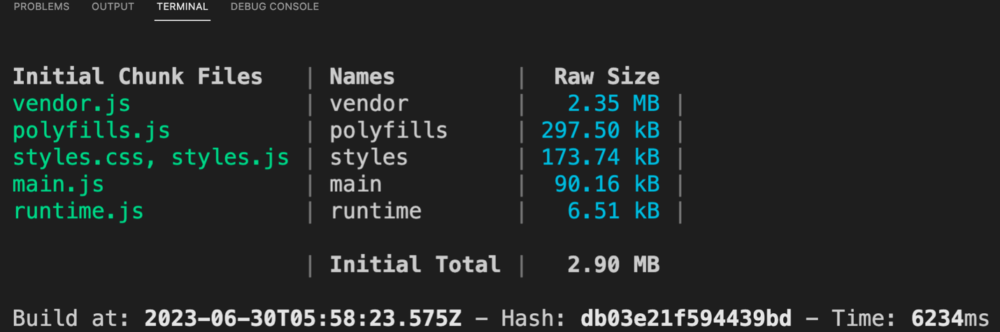 PROBLEMS OUTPUT TERMINAL DEBUG CONSOLE
Initial Chunk Files | Names | Raw Size
vendor.js | vendor | 2.35 MB |
polyfills.js | polyfills | 297.50 kB |
styles.css, styles.js | styles | 173.74 kB |
main.js | main | 90.16 kB |
runtime.js | runtime | 6.51 kB |
| Initial Total | 2.90 MB
Build at: 2023-06-30T05:58:23.575Z - Hash: db03e21f594439bd - Time: 6234ms